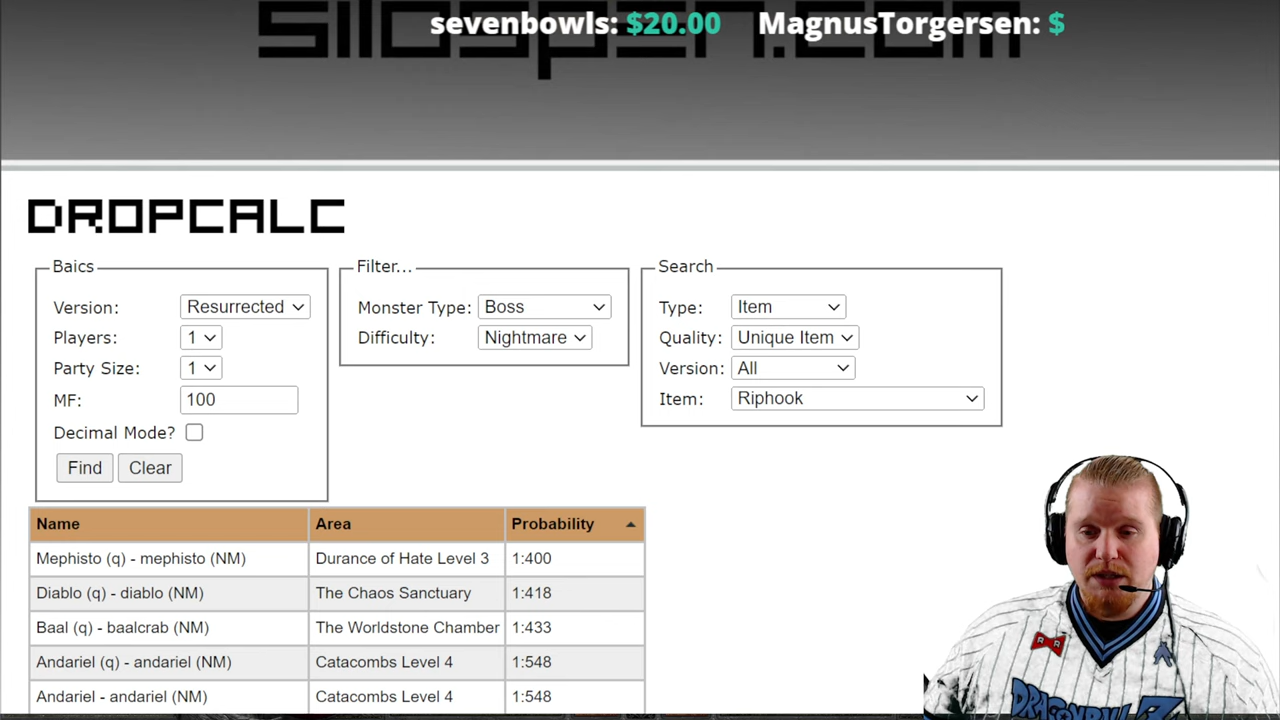 sevenbowls: $20.00 MagnusTorgersen: $
silospen.com
DROPCALC
Baics
Version: Resurrected
Players: 1
Party Size: 1
MF: 100
Decimal Mode?
Find Clear
Filter...
Monster Type: Boss
Difficulty: Nightmare
Search
Type: Item
Quality: Unique Item
Version: All
Item: Riphook
Name Area Probability
Mephisto (q) - mephisto (NM) Durance of Hate Level 3 1:400
Diablo (q) - diablo (NM) The Chaos Sanctuary 1:418
Baal (q) - baalcrab (NM) The Worldstone Chamber 1:433
Andariel (q) - andariel (NM) Catacombs Level 4 1:548
Andariel - andariel (NM) Catacombs Level 4 1:548
DRAGONBALL Z